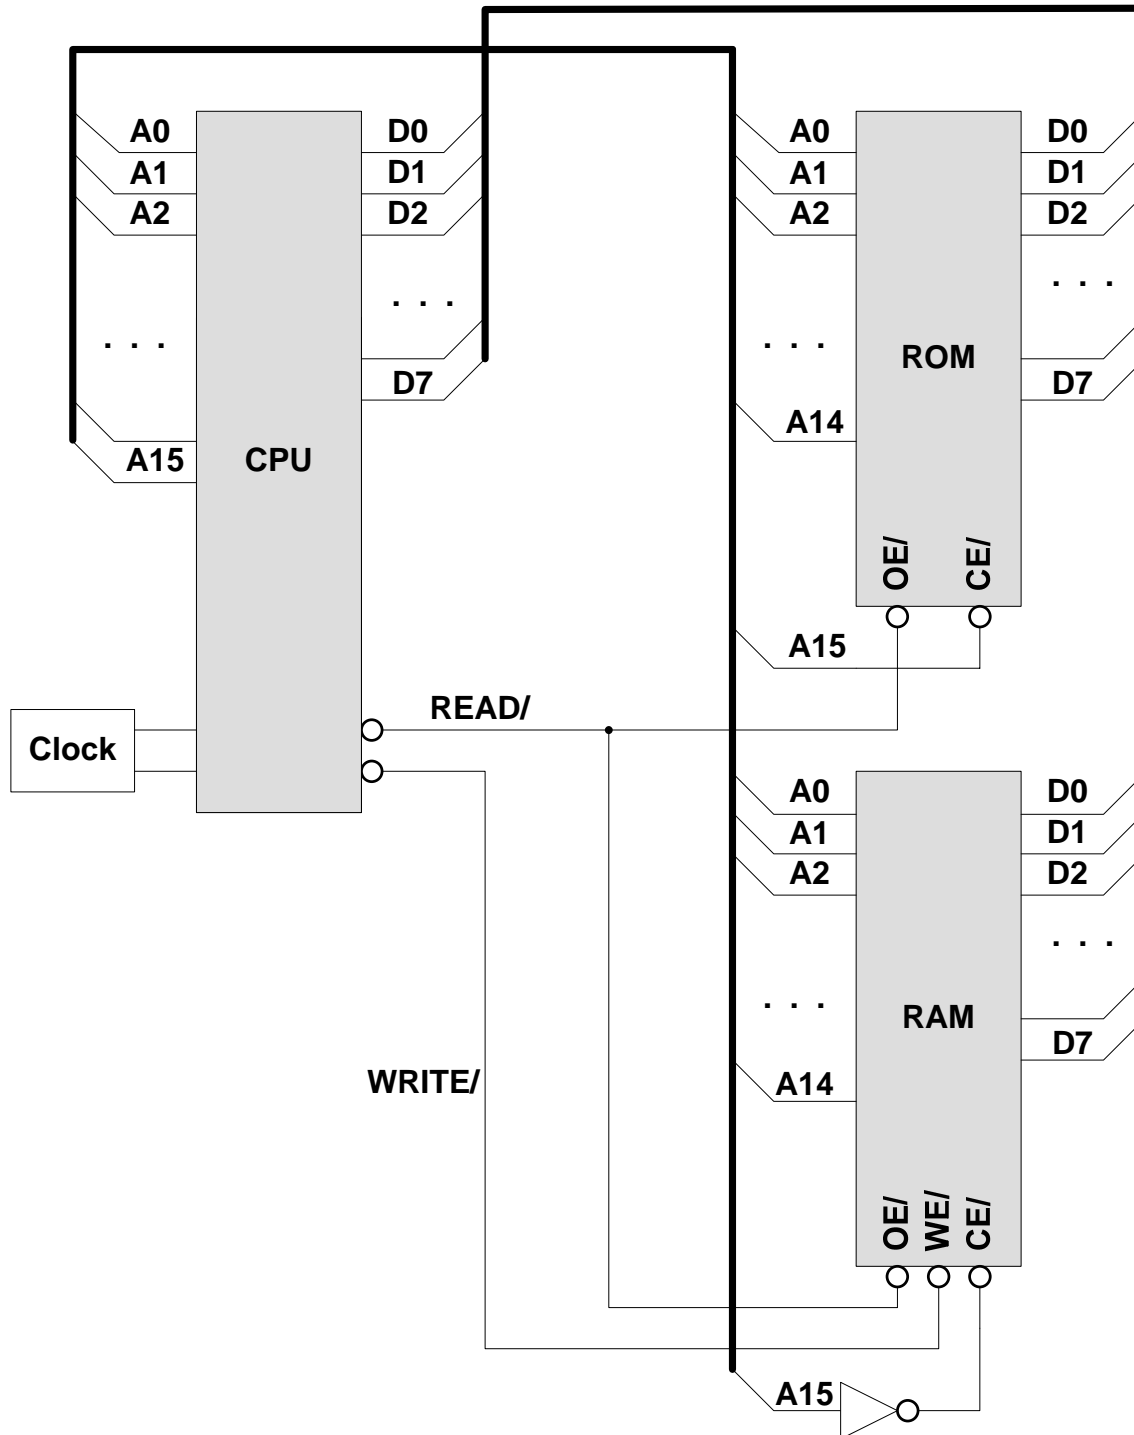 A0
A1
A2
. . .
A15
CPU
D0
D1
D2
. . .
D7
Clock
READ/
WRITE/
A0
A1
A2
. . .
A14
ROM
D0
D1
D2
. . .
D7
OE/
CE/
A15
A0
A1
A2
. . .
A14
RAM
D0
D1
D2
. . .
D7
OE/
WE/
CE/
A15